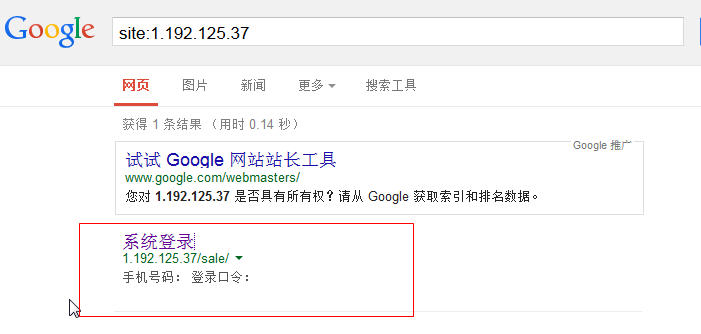 Google
site:1.192.125.37
网页 图片 新闻 更多 搜索工具
获得 1 条结果 （用时 0.14 秒）
Google 推广
试试 Google 网站站长工具
www.google.com/webmasters/
您对 1.192.125.37 是否具有所有权？请从 Google 获取索引和排名数据。
系统登录
1.192.125.37/sale/
手机号码： 登录口令：